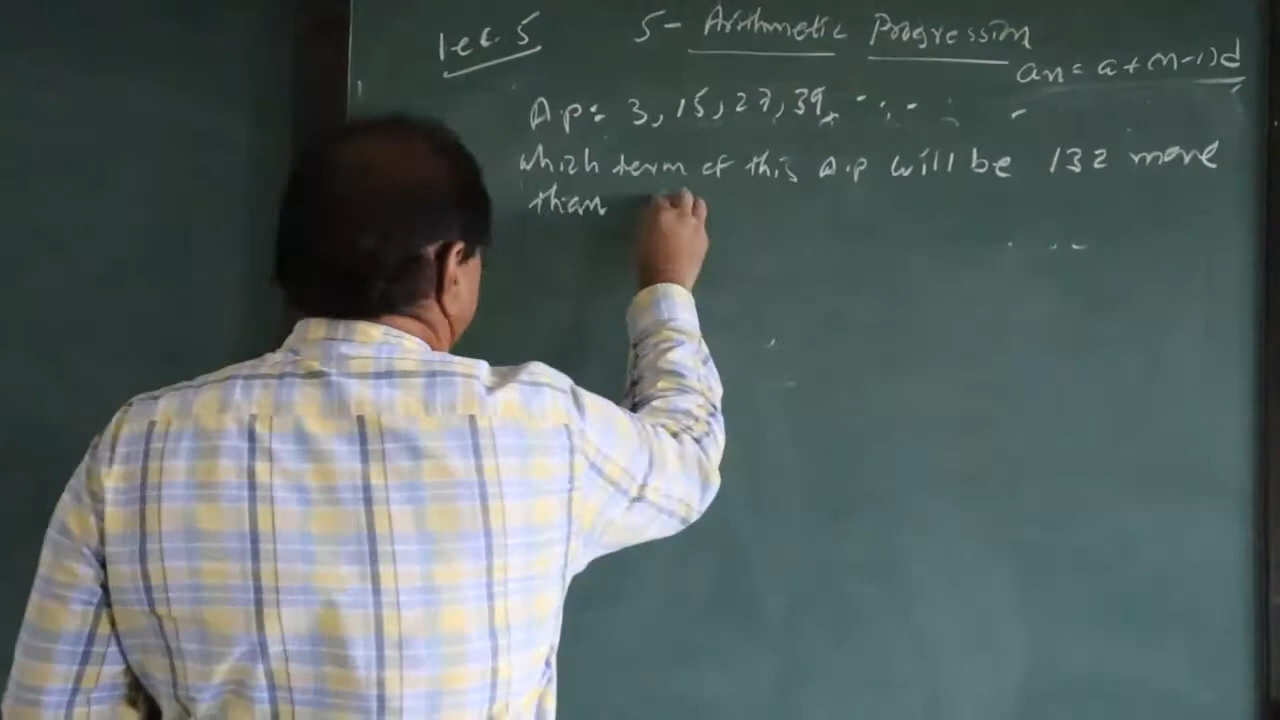 Lec. 5
5- Arithmetic Progression
an = a+(n-1)d
A.p: 3, 15, 27, 39, ....
which term of this A.p will be 132 more
than